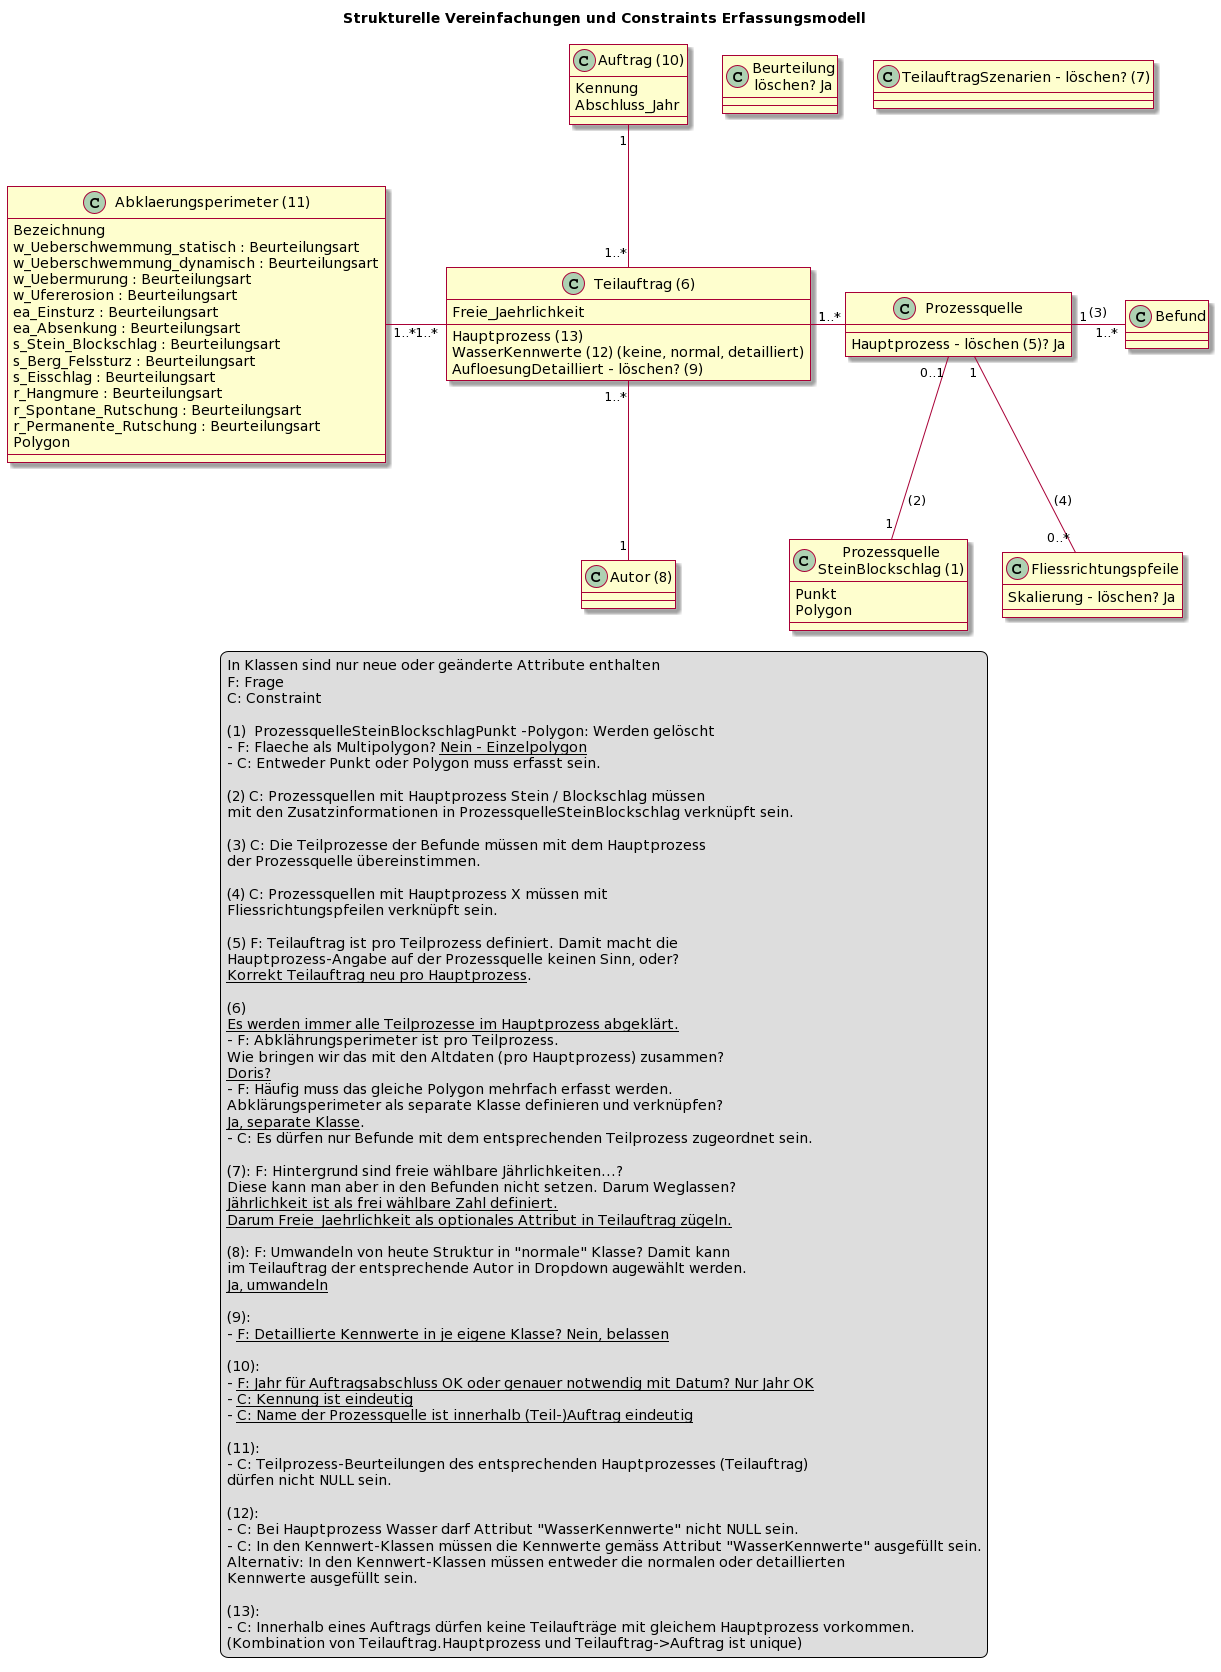 Strukturelle Vereinfachungen und Constraints Erfassungsmodell
C Auftrag (10)
Kennung
Abschluss_Jahr
C Beurteilung
löschen? Ja
C TeilauftragSzenarien - löschen? (7)
1
1..*
C Abklaerungsperimeter (11)
Bezeichnung
w_Ueberschwemmung_statisch : Beurteilungsart
w_Ueberschwemmung_dynamisch : Beurteilungsart
w_Uebermurung : Beurteilungsart
w_Ufererosion : Beurteilungsart
ea_Einsturz : Beurteilungsart
ea_Absenkung : Beurteilungsart
s_Stein_Blockschlag : Beurteilungsart
s_Berg_Felssturz : Beurteilungsart
s_Eisschlag : Beurteilungsart
r_Hangmure : Beurteilungsart
r_Spontane_Rutschung : Beurteilungsart
r_Permanente_Rutschung : Beurteilungsart
Polygon
1..*1..*
C Teilauftrag (6)
Freie_Jaehrlichkeit
Hauptprozess (13)
WasserKennwerte (12) (keine, normal, detailliert)
AufloesungDetailliert - löschen? (9)
1..*
C Prozessquelle
Hauptprozess - löschen (5)? Ja
1 (3)
1..*
C Befund
1..*
1
C Autor (8)
0..1
(2)
1
C Prozessquelle
SteinBlockschlag (1)
Punkt
Polygon
1
(4)
0..*
C Fliessrichtungspfeile
Skalierung - löschen? Ja
In Klassen sind nur neue oder geänderte Attribute enthalten
F: Frage
C: Constraint
(1)  ProzessquelleSteinBlockschlagPunkt -Polygon: Werden gelöscht
- F: Flaeche als Multipolygon? Nein - Einzelpolygon
- C: Entweder Punkt oder Polygon muss erfasst sein.
(2) C: Prozessquellen mit Hauptprozess Stein / Blockschlag müssen
mit den Zusatzinformationen in ProzessquelleSteinBlockschlag verknüpft sein.
(3) C: Die Teilprozesse der Befunde müssen mit dem Hauptprozess
der Prozessquelle übereinstimmen.
(4) C: Prozessquellen mit Hauptprozess X müssen mit
Fliessrichtungspfeilen verknüpft sein.
(5) F: Teilauftrag ist pro Teilprozess definiert. Damit macht die
Hauptprozess-Angabe auf der Prozessquelle keinen Sinn, oder?
Korrekt Teilauftrag neu pro Hauptprozess.
(6)
Es werden immer alle Teilprozesse im Hauptprozess abgeklärt.
- F: Abklährungsperimeter ist pro Teilprozess.
Wie bringen wir das mit den Altdaten (pro Hauptprozess) zusammen?
Doris?
- F: Häufig muss das gleiche Polygon mehrfach erfasst werden.
Abklärungsperimeter als separate Klasse definieren und verknüpfen?
Ja, separate Klasse.
- C: Es dürfen nur Befunde mit dem entsprechenden Teilprozess zugeordnet sein.
(7): F: Hintergrund sind freie wählbare Jährlichkeiten...?
Diese kann man aber in den Befunden nicht setzen. Darum Weglassen?
Jährlichkeit ist als frei wählbare Zahl definiert.
Darum Freie_Jaehrlichkeit als optionales Attribut in Teilauftrag zügeln.
(8): F: Umwandeln von heute Struktur in "normale" Klasse? Damit kann
im Teilauftrag der entsprechende Autor in Dropdown augewählt werden.
Ja, umwandeln
(9):
- F: Detaillierte Kennwerte in je eigene Klasse? Nein, belassen
(10):
- F: Jahr für Auftragsabschluss OK oder genauer notwendig mit Datum? Nur Jahr OK
- C: Kennung ist eindeutig
- C: Name der Prozessquelle ist innerhalb (Teil-)Auftrag eindeutig
(11):
- C: Teilprozess-Beurteilungen des entsprechenden Hauptprozesses (Teilauftrag)
dürfen nicht NULL sein.
(12):
- C: Bei Hauptprozess Wasser darf Attribut "WasserKennwerte" nicht NULL sein.
- C: In den Kennwert-Klassen müssen die Kennwerte gemäss Attribut "WasserKennwerte" ausgefüllt sein.
Alternativ: In den Kennwert-Klassen müssen entweder die normalen oder detaillierten
Kennwerte ausgefüllt sein.
(13):
- C: Innerhalb eines Auftrags dürfen keine Teilaufträge mit gleichem Hauptprozess vorkommen.
(Kombination von Teilauftrag.Hauptprozess und Teilauftrag->Auftrag ist unique)